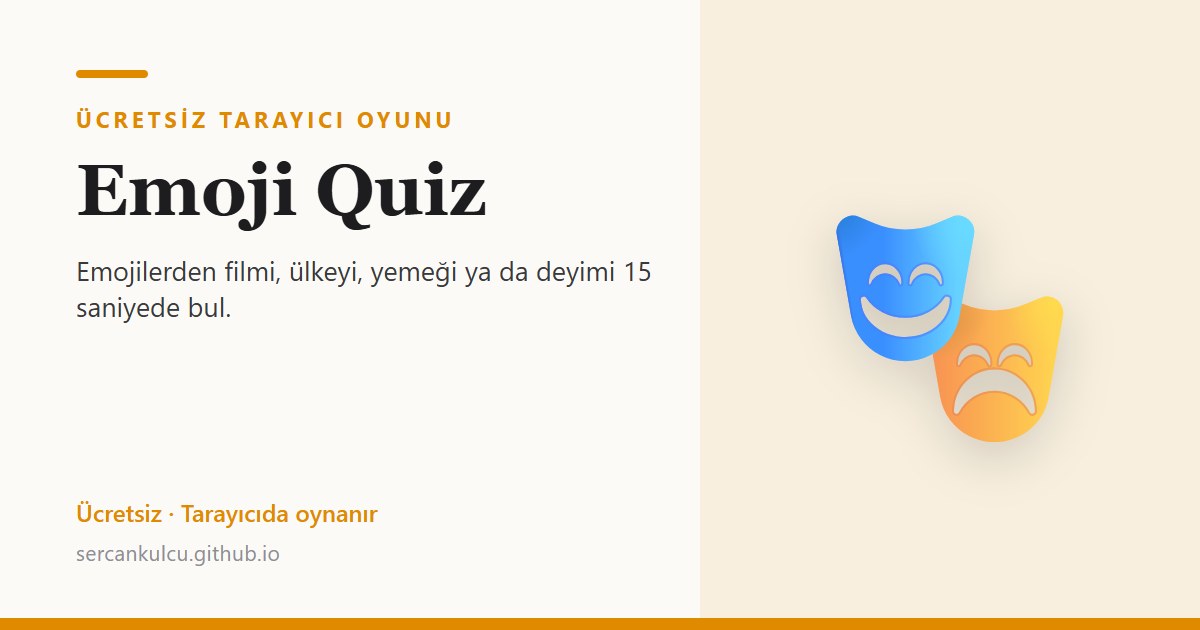 ÜCRETSİZ TARAYICI OYUNU
Emoji Quiz
Emojilerden filmi, ülkeyi, yemeği ya da deyimi 15
saniyede bul.
Ücretsiz · Tarayıcıda oynanır
sercankulcu.github.io